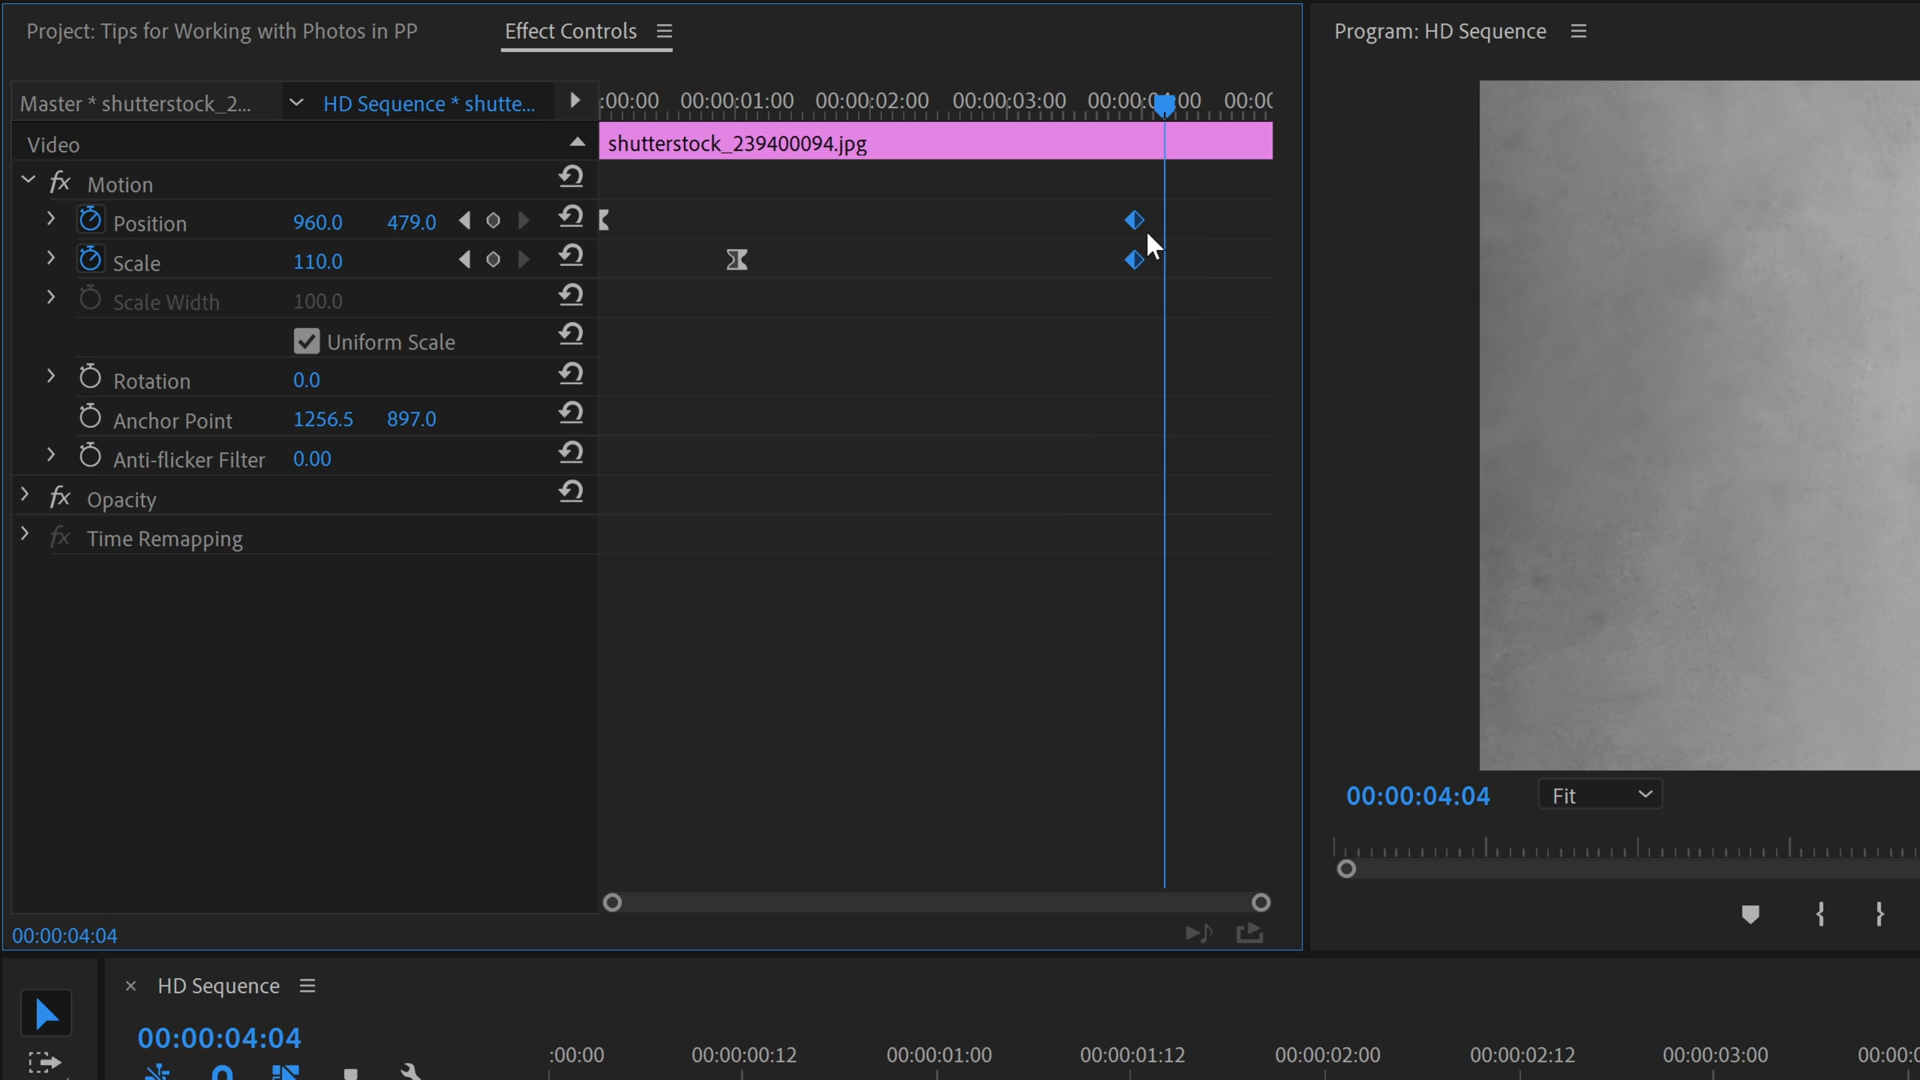 Project: Tips for Working with Photos in PP
Effect Controls
Program: HD Sequence
Master * shutterstock_2...
HD Sequence * shutte...
:00:00
00:00:01:00
00:00:02:00
00:00:03:00
Video
shutterstock_239400094.jpg
fx Motion
Position 960.0 479.0
Scale 110.0
Scale Width 100.0
Uniform Scale
Rotation 0.0
Anchor Point 1256.5 897.0
Anti-flicker Filter 0.00
fx Opacity
fx Time Remapping
00:00:04:04
Fit
00:00:04:04
HD Sequence
00:00:04:04
:00:00
00:00:00:12
00:00:01:00
00:00:01:12
00:00:02:00
00:00:02:12
00:00:03:00